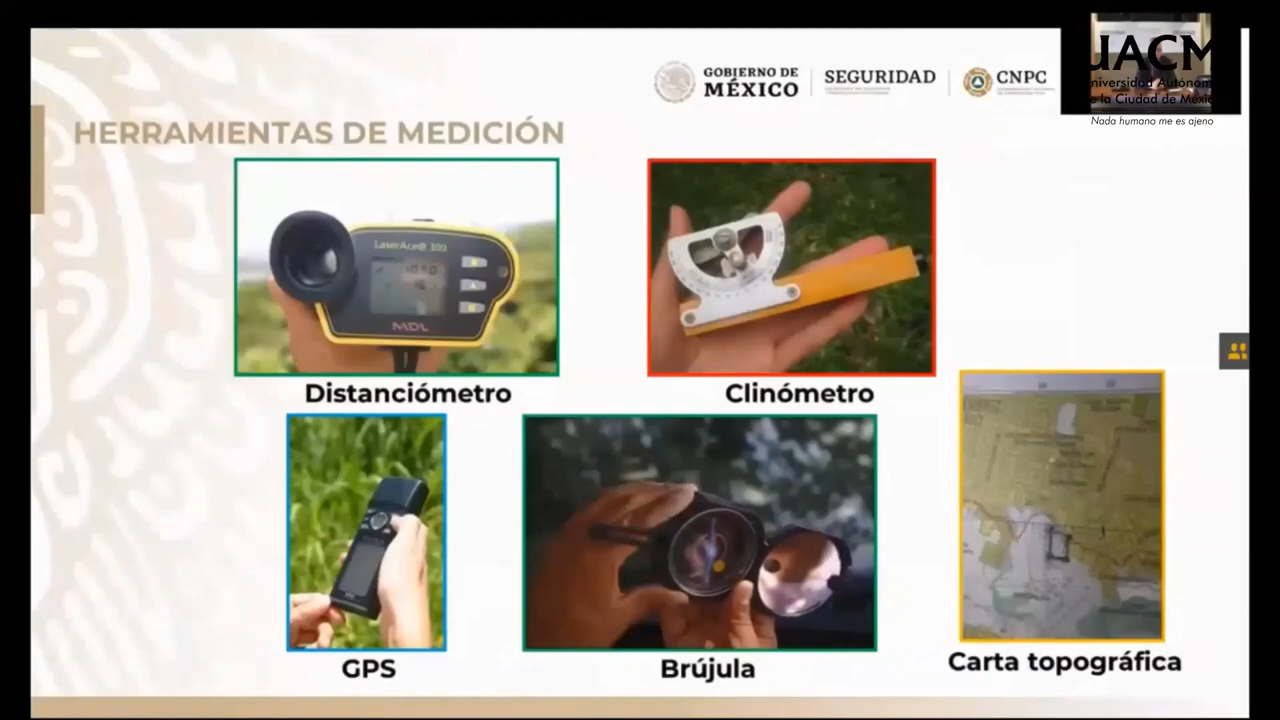 GOBIERNO DE
MÉXICO
SEGURIDAD
CNPC
UACM
Universidad Autónoma
de la Ciudad de México
Nada humano me es ajeno
HERRAMIENTAS DE MEDICIÓN
LaserAce® 300
MDL
Distanciómetro
Clinómetro
GPS
Brújula
Carta topográfica